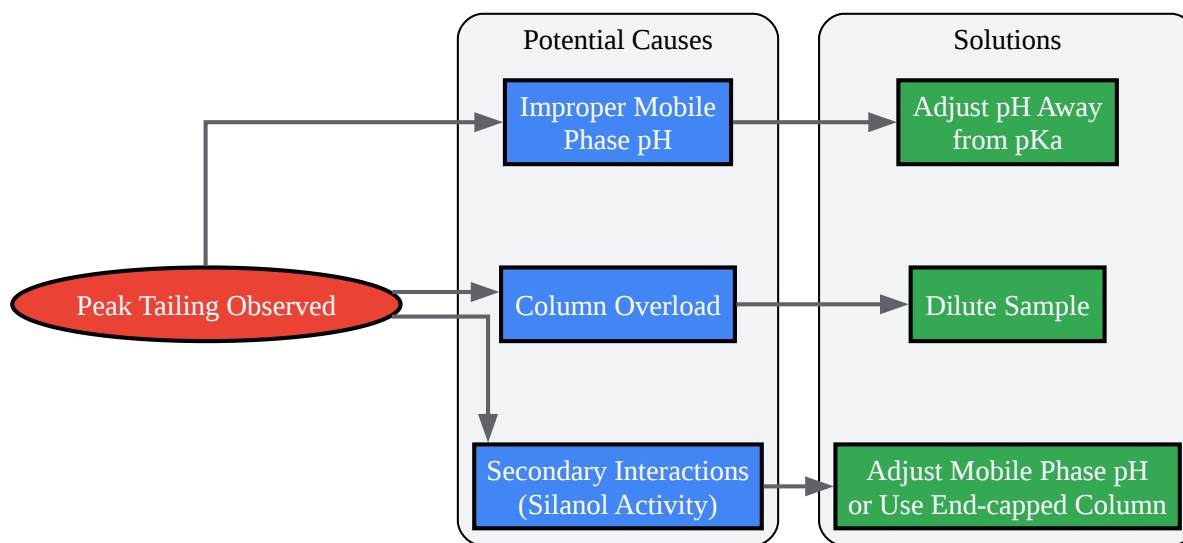 Potential Causes
Solutions
Improper Mobile
Phase pH
Adjust pH Away
from pKa
Peak Tailing Observed
Column Overload
Dilute Sample
Secondary Interactions
(Silanol Activity)
Adjust Mobile Phase pH
or Use End-capped Column